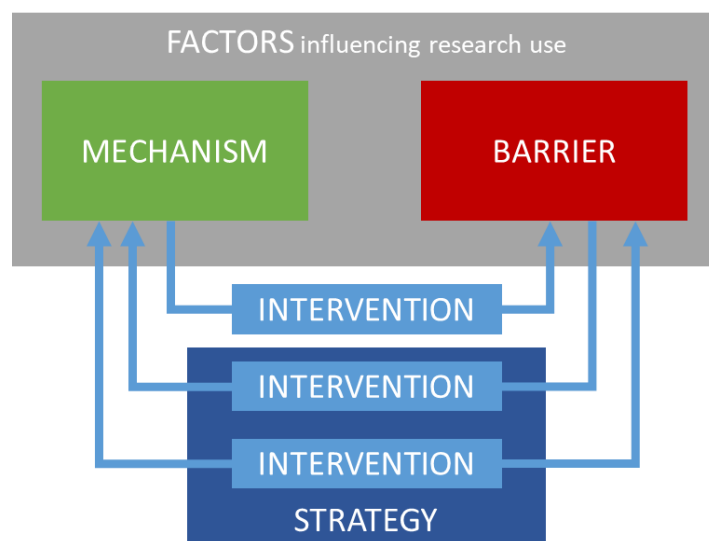 FACTORS influencing research use
MECHANISM
BARRIER
INTERVENTION
INTERVENTION
INTERVENTION
STRATEGY